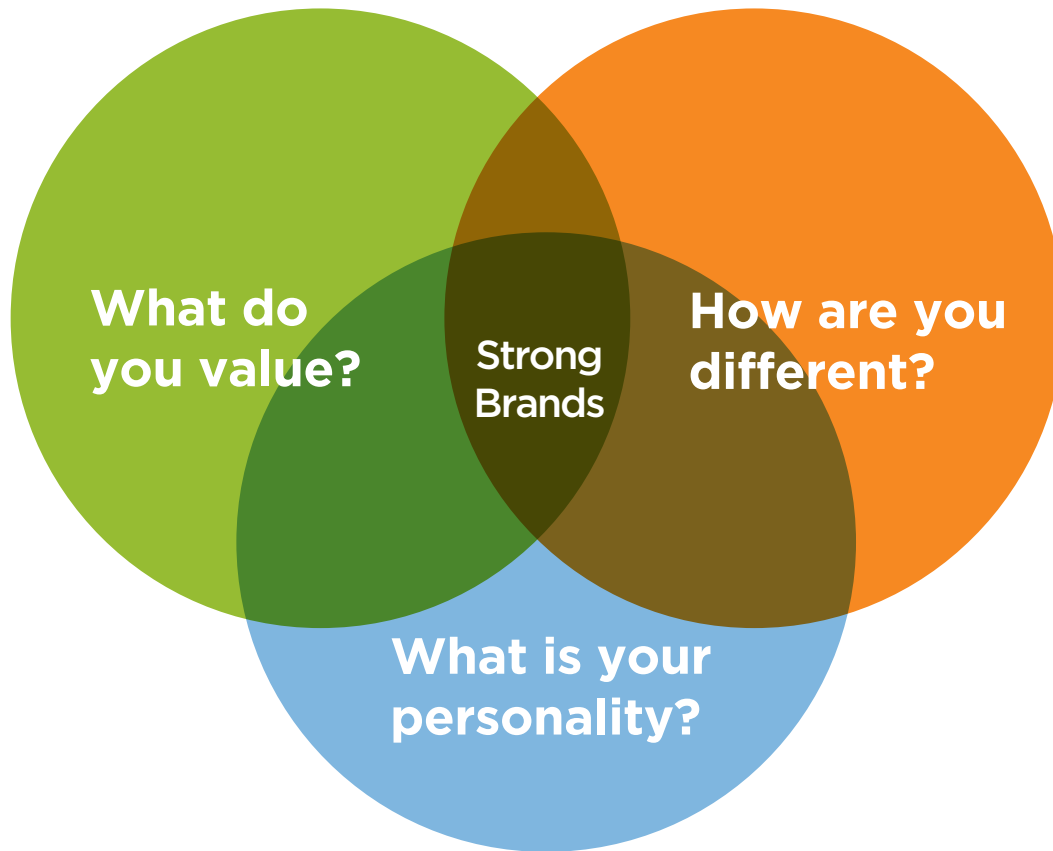 What do
you value?
How are you
different?
Strong
Brands
What is your
personality?